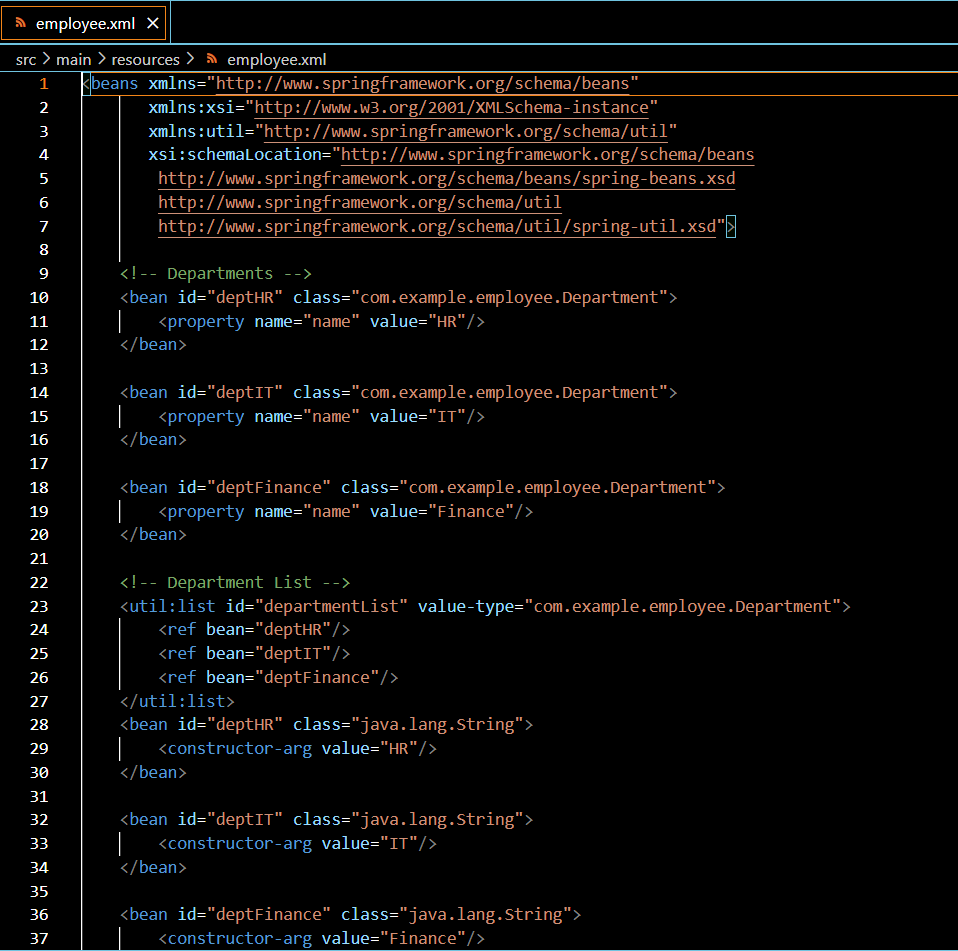 employee.xml ×
src > main > resources > employee.xml
1 <beans xmlns="http://www.springframework.org/schema/beans"
2 xmlns:xsi="http://www.w3.org/2001/XMLSchema-instance"
3 xmlns:util="http://www.springframework.org/schema/util"
4 xsi:schemaLocation="http://www.springframework.org/schema/beans
5 http://www.springframework.org/schema/beans/spring-beans.xsd
6 http://www.springframework.org/schema/util
7 http://www.springframework.org/schema/util/spring-util.xsd">
8
9 <!-- Departments -->
10 <bean id="deptHR" class="com.example.employee.Department">
11 <property name="name" value="HR"/>
12 </bean>
13
14 <bean id="deptIT" class="com.example.employee.Department">
15 <property name="name" value="IT"/>
16 </bean>
17
18 <bean id="deptFinance" class="com.example.employee.Department">
19 <property name="name" value="Finance"/>
20 </bean>
21
22 <!-- Department List -->
23 <util:list id="departmentList" value-type="com.example.employee.Department">
24 <ref bean="deptHR"/>
25 <ref bean="deptIT"/>
26 <ref bean="deptFinance"/>
27 </util:list>
28 <bean id="deptHR" class="java.lang.String">
29 <constructor-arg value="HR"/>
30 </bean>
31
32 <bean id="deptIT" class="java.lang.String">
33 <constructor-arg value="IT"/>
34 </bean>
35
36 <bean id="deptFinance" class="java.lang.String">
37 <constructor-arg value="Finance"/>